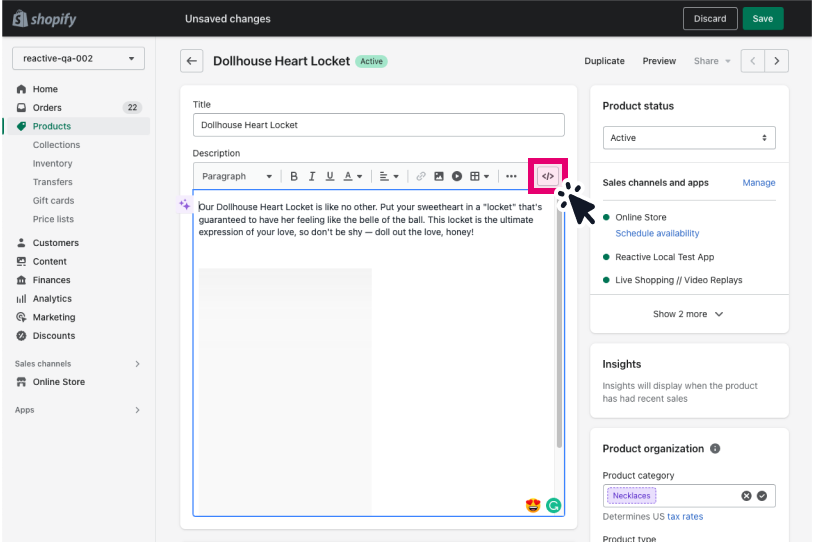 shopify
Unsaved changes
Discard
Save
reactive-qa-002
Home
Orders
22
Products
Collections
Inventory
Transfers
Gift cards
Price lists
Customers
Content
Finances
Analytics
Marketing
Discounts
Sales channels
Online Store
Apps
Dollhouse Heart Locket
Active
Duplicate
Preview
Share
Title
Dollhouse Heart Locket
Description
Paragraph
B
I
U
A
</>
Our Dollhouse Heart Locket is like no other. Put your sweetheart in a "locket" that's
guaranteed to have her feeling like the belle of the ball. This locket is the ultimate
expression of your love, so don't be shy — doll out the love, honey!
Product status
Active
Sales channels and apps
Manage
Online Store
Schedule availability
Reactive Local Test App
Live Shopping // Video Replays
Show 2 more
Insights
Insights will display when the product
has had recent sales
Product organization
Product category
Necklaces
Determines US tax rates
Product type